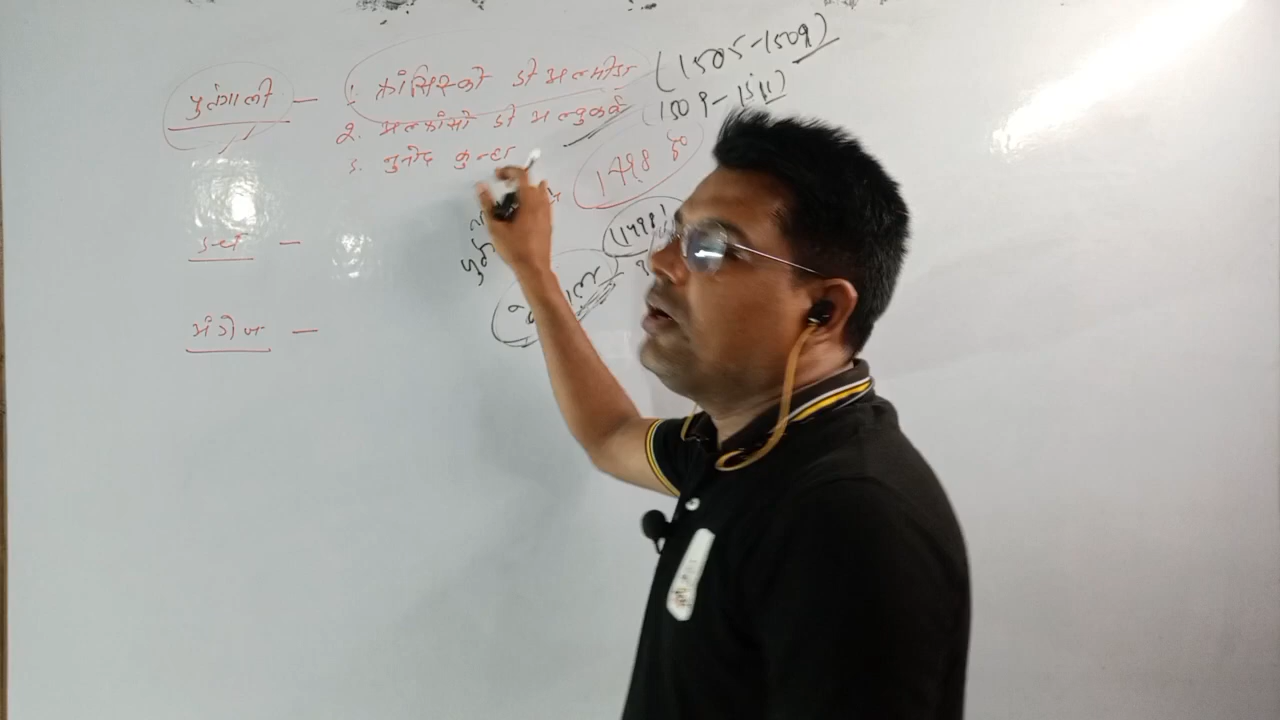 पुर्तगाली — 1. फ्रांसिस्को डी अल्मीडा (1505-1509)
2. अल्फांसो डी अल्बुकर्क (1509-1511)
3. नुनोद कुन्हा
1498 ई०
डच —
1498
अंग्रेज —